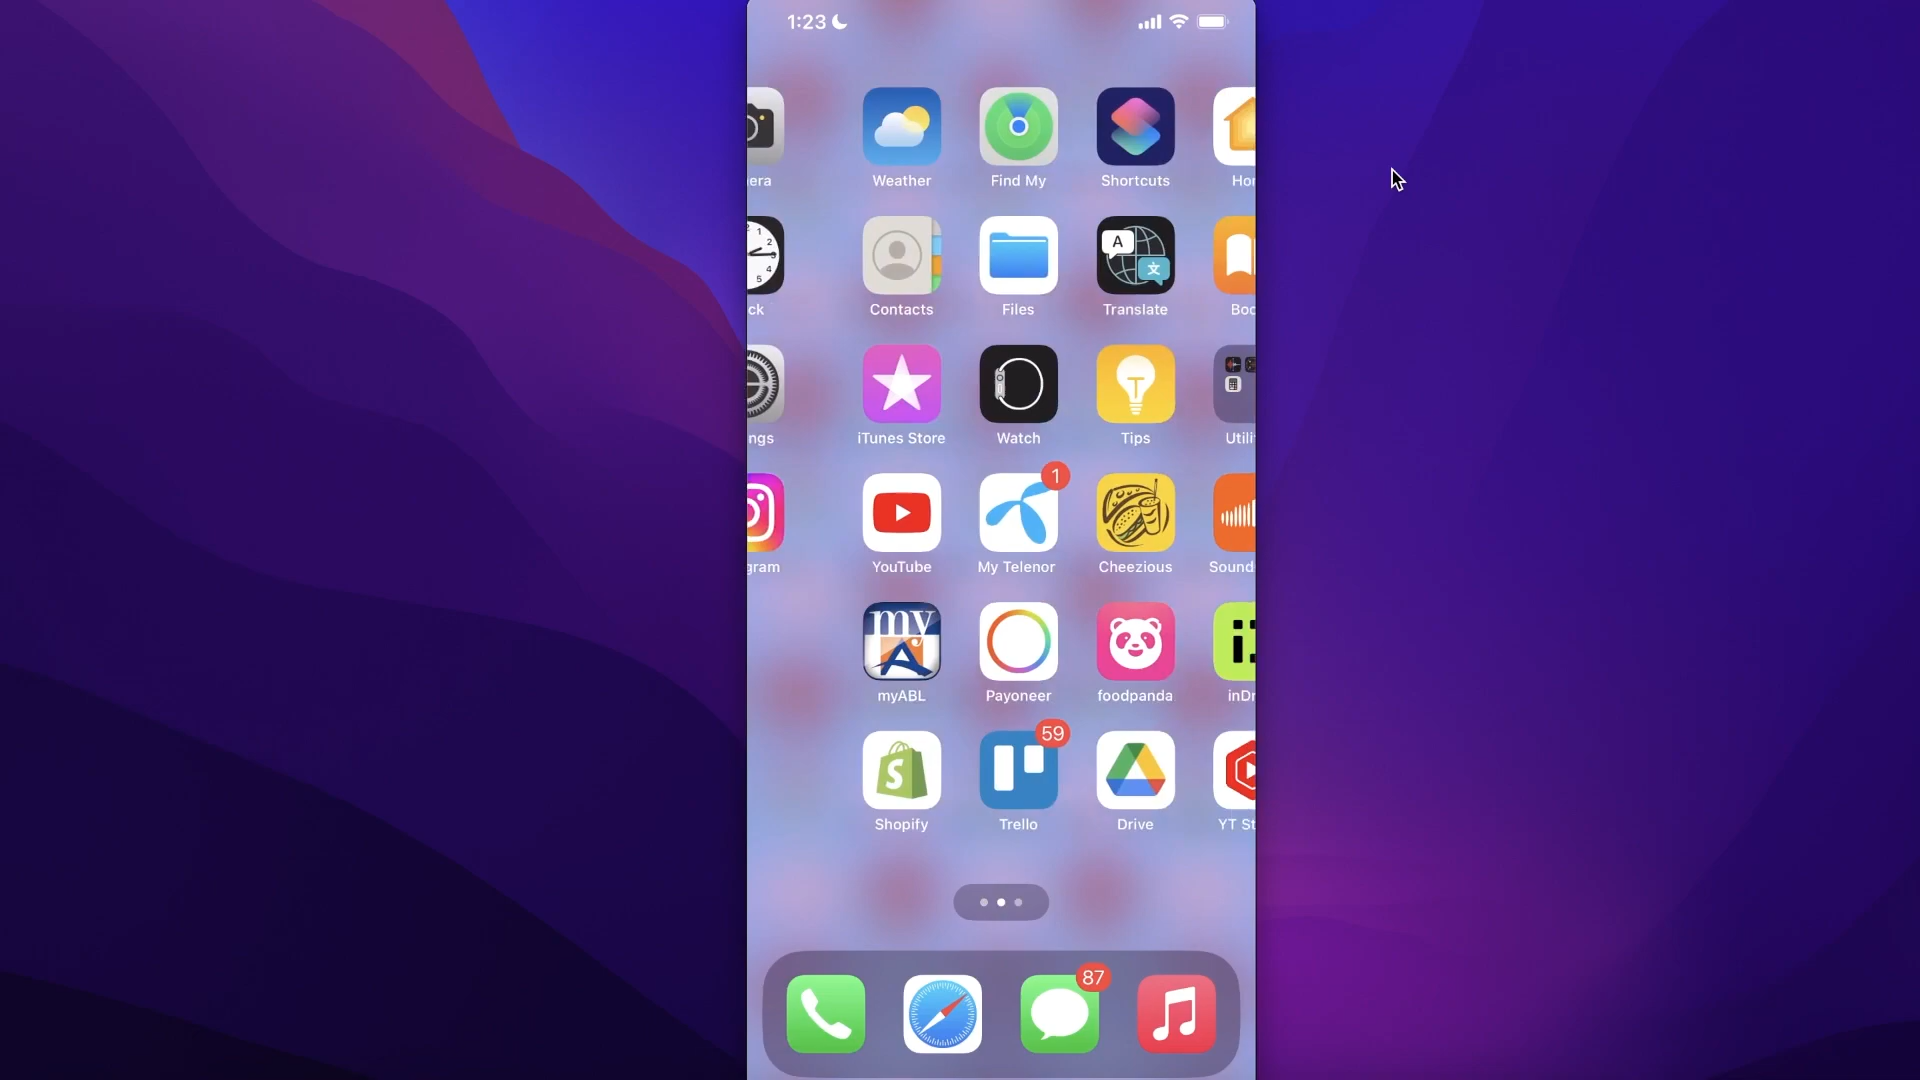 1:23
era
Weather
Find My
Shortcuts
Hor
A
文
ck
Contacts
Files
Translate
Boo
ngs
iTunes Store
Watch
Tips
Utili
1
gram
YouTube
My Telenor
Cheezious
Sound
my
myABL
Payoneer
foodpanda
inDr
59
S
Shopify
Trello
Drive
YT St
87